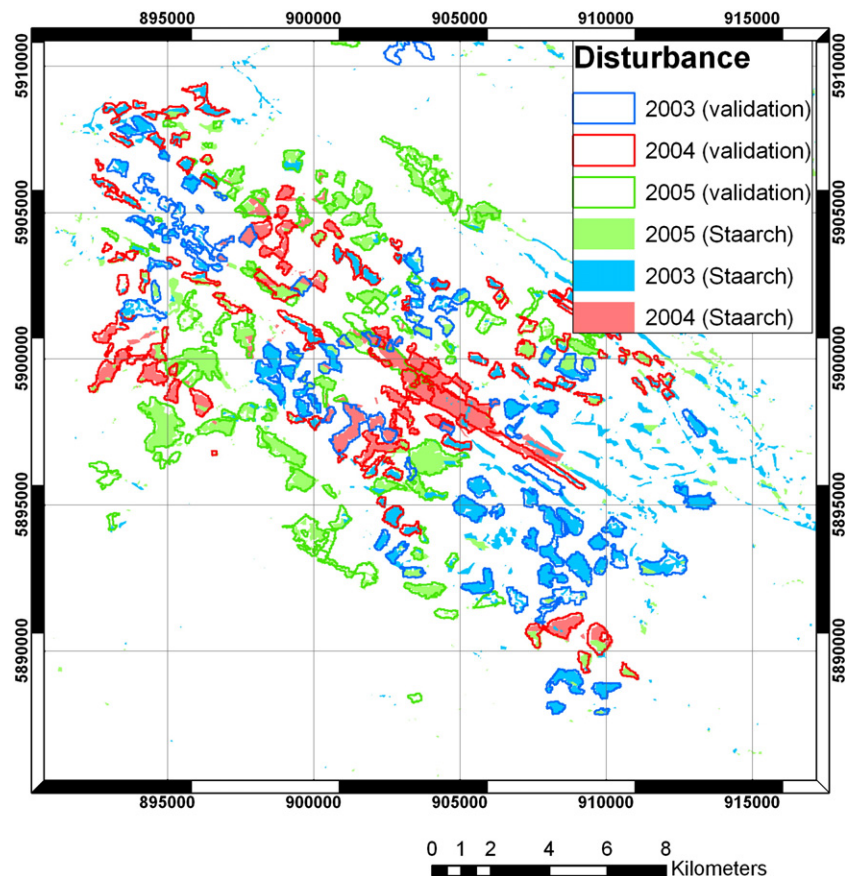 895000 900000 905000 910000 915000
5910000
5910000
Disturbance
2003 (validation)
2004 (validation)
2005 (validation)
2005 (Staarch)
2003 (Staarch)
2004 (Staarch)
5905000
5905000
5900000
5900000
5895000
5895000
5890000
5890000
895000 900000 905000 910000 915000
0 1 2 4 6 8
Kilometers